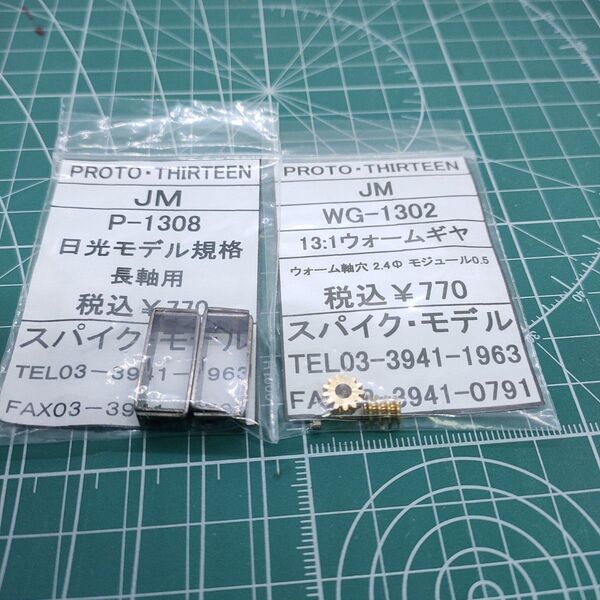 PROTO・THiRTEEN
JM
P-1308
日光モデル規格
長軸用
税込￥770
スパイク・モデル
TEL03-3941-1963
FAX03-3941
PROTO・THiRTEEN
JM
WG-1302
13:1ウォームギヤ
ウォーム軸穴 2.4Φ モジュール0.5
税込￥770
スパイク・モデル
TEL03-3941-1963
FAX 3941-0791